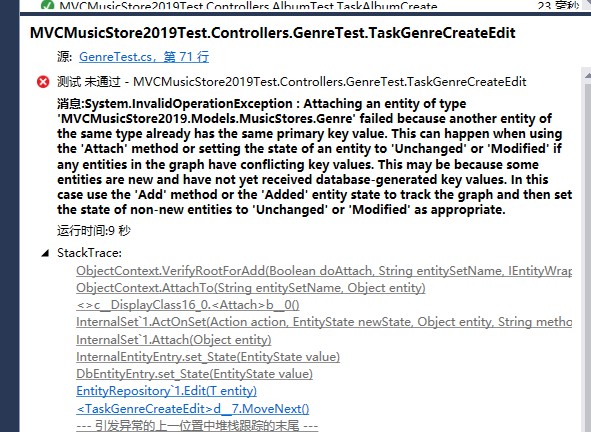 MVCMusicStore2019Test.Controllers.AlbumTest.TaskAlbumCreate 23 毫秒
MVCMusicStore2019Test.Controllers.GenreTest.TaskGenreCreateEdit
源: GenreTest.cs，第 71 行
测试 未通过 - MVCMusicStore2019Test.Controllers.GenreTest.TaskGenreCreateEdit
消息:System.InvalidOperationException : Attaching an entity of type
'MVCMusicStore2019.Models.MusicStores.Genre' failed because another entity of
the same type already has the same primary key value. This can happen when using
the 'Attach' method or setting the state of an entity to 'Unchanged' or 'Modified' if
any entities in the graph have conflicting key values. This may be because some
entities are new and have not yet received database-generated key values. In this
case use the 'Add' method or the 'Added' entity state to track the graph and then set
the state of non-new entities to 'Unchanged' or 'Modified' as appropriate.
运行时间:9 秒
StackTrace:
ObjectContext.VerifyRootForAdd(Boolean doAttach, String entitySetName, IEntityWrap
ObjectContext.AttachTo(String entitySetName, Object entity)
<>c__DisplayClass16_0.<Attach>b__0()
InternalSet`1.ActOnSet(Action action, EntityState newState, Object entity, String metho
InternalSet`1.Attach(Object entity)
InternalEntityEntry.set_State(EntityState value)
DbEntityEntry.set_State(EntityState value)
EntityRepository`1.Edit(T entity)
<TaskGenreCreateEdit>d__7.MoveNext()
--- 引发异常的上一位置中堆栈跟踪的末尾 ---